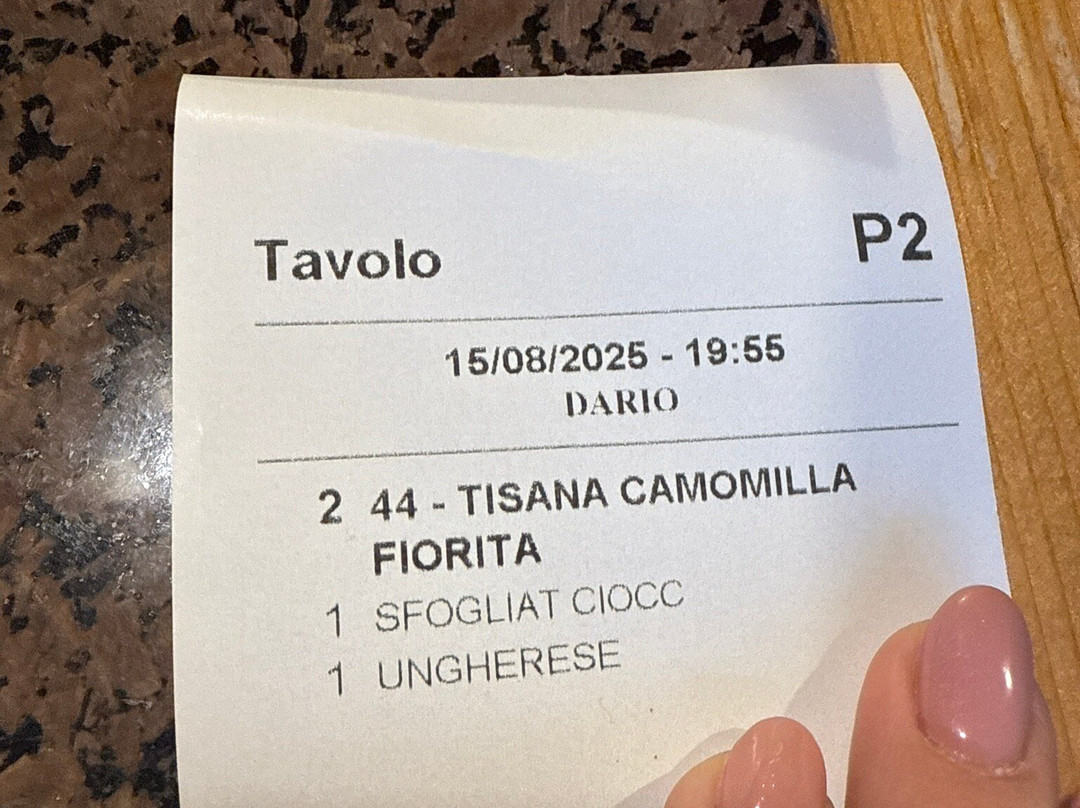 Tavolo P2
15/08/2025 - 19:55
DARIO
2 44 - TISANA CAMOMILLA
FIORITA
1 SFOGLIAT CIOCC
1 UNGHERESE